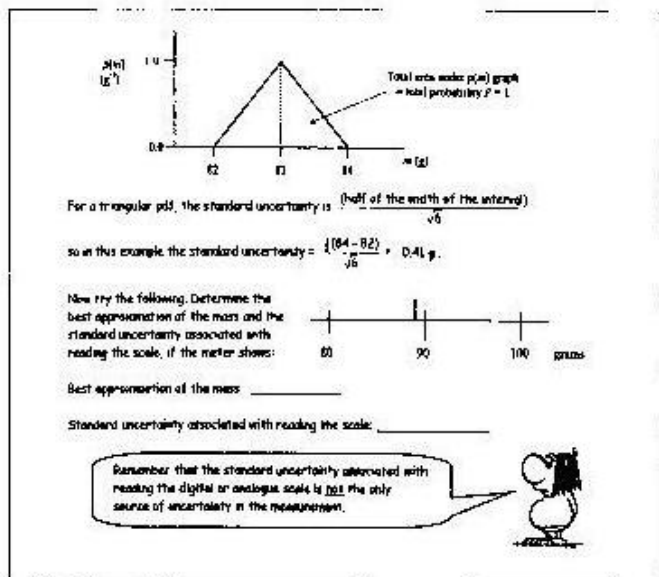 p(m)
(g⁻¹)
1.0
Total area under p(m) graph
= total probability P = 1
0.0
82 83 84 m (g)
For a triangular pdf, the standard uncertainty is (half of the width of the interval)
√6
so in this example the standard uncertainty = ½(84 – 82) / √6 = 0.41 g.
Now try the following. Determine the
best approximation of the mass and the
standard uncertainty associated with
reading the scale, if the meter shows:
80 90 100 grams
Best approximation of the mass
Standard uncertainty associated with reading the scale:
Remember that the standard uncertainty associated with
reading the digital or analogue scale is not the only
source of uncertainty in the measurement.